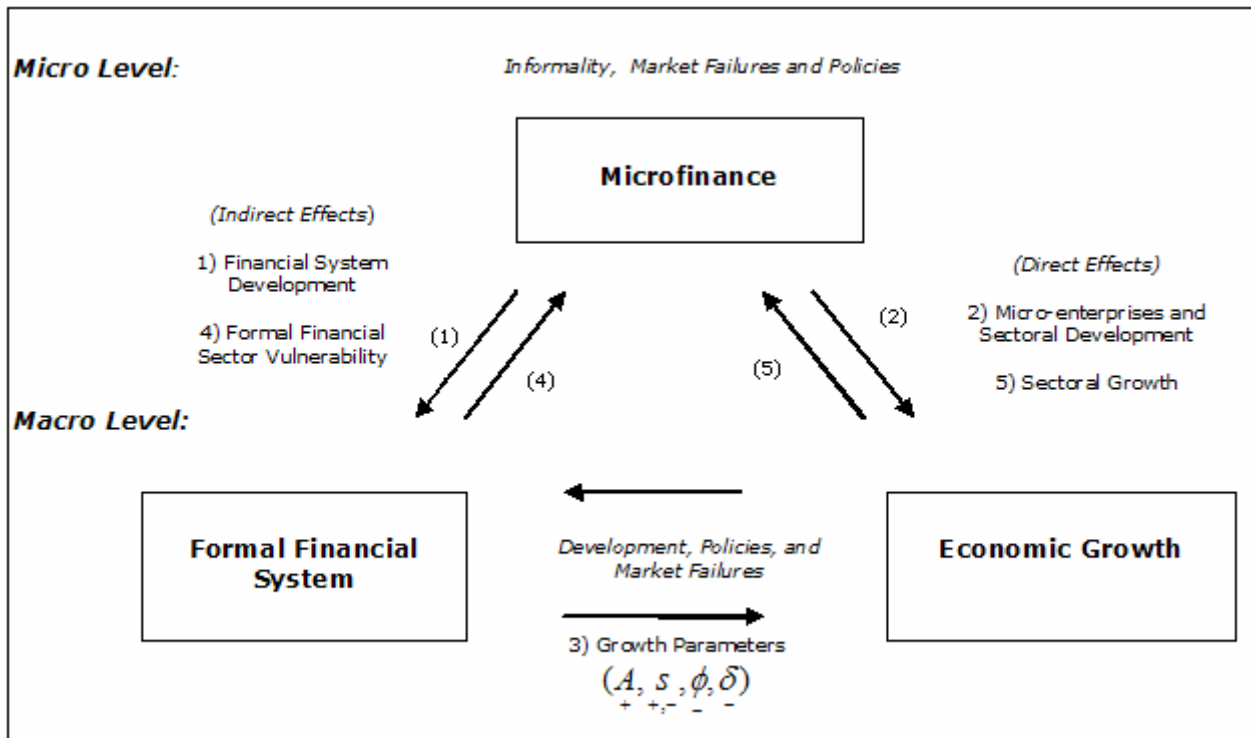 Micro Level:
Informality, Market Failures and Policies
Microfinance
(Indirect Effects)
1) Financial System
Development
4) Formal Financial
Sector Vulnerability
(1)
(4)
(Direct Effects)
2) Micro-enterprises and
Sectoral Development
5) Sectoral Growth
(2)
(5)
Macro Level:
Formal Financial
System
Development, Policies, and
Market Failures
3) Growth Parameters
(A, s, ϕ, δ)
+ +,- - -
Economic Growth